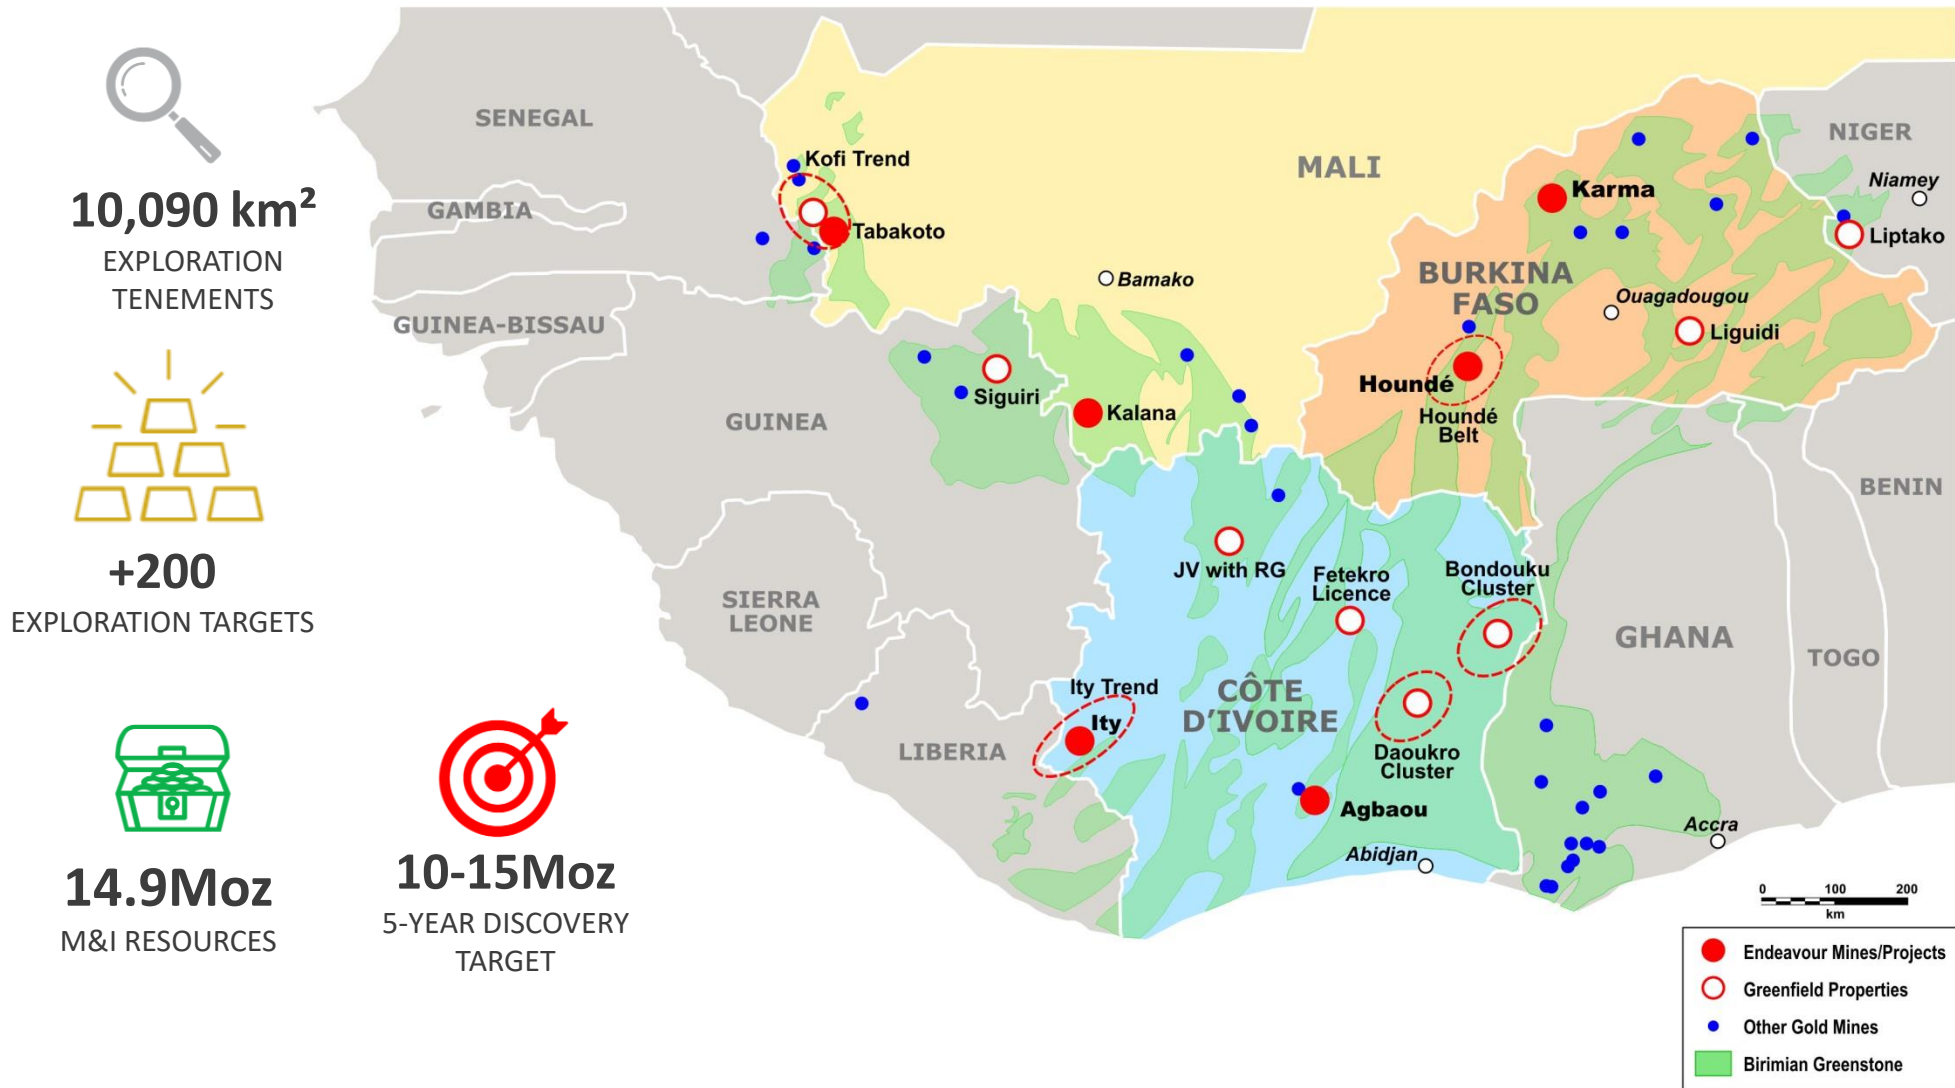 10,090 km²
EXPLORATION
TENEMENTS
+200
EXPLORATION TARGETS
14.9Moz
M&I RESOURCES
10-15Moz
5-YEAR DISCOVERY
TARGET
SENEGAL
GAMBIA
GUINEA-BISSAU
GUINEA
SIERRA
LEONE
LIBERIA
MALI
Kofi Trend
Tabakoto
Bamako
Siguiri
Kalana
NIGER
Niamey
Liptako
Karma
BURKINA
FASO
Ouagadougou
Liguidi
Houndé
Houndé
Belt
BENIN
TOGO
GHANA
Accra
JV with RG
Fetekro
Licence
Bondouku
Cluster
Ity Trend
Ity
CÔTE
D'IVOIRE
Daoukro
Cluster
Agbaou
Abidjan
0 100 200
km
Endeavour Mines/Projects
Greenfield Properties
Other Gold Mines
Birimian Greenstone